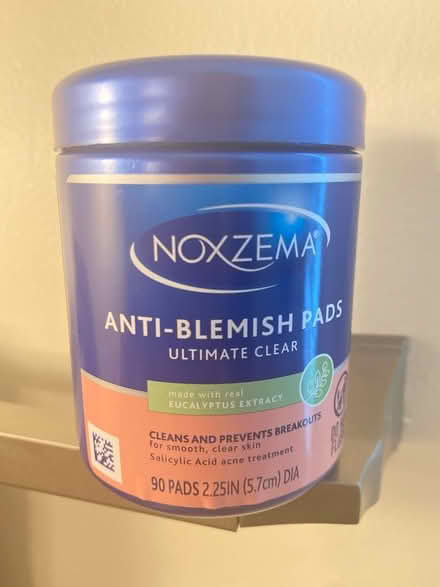 NOXZEMA®
ANTI-BLEMISH PADS
ULTIMATE CLEAR
made with real
EUCALYPTUS EXTRACT
CLEANS AND PREVENTS BREAKOUTS
for smooth, clear skin
Salicylic Acid acne treatment
90 PADS 2.25IN (5.7cm) DIA